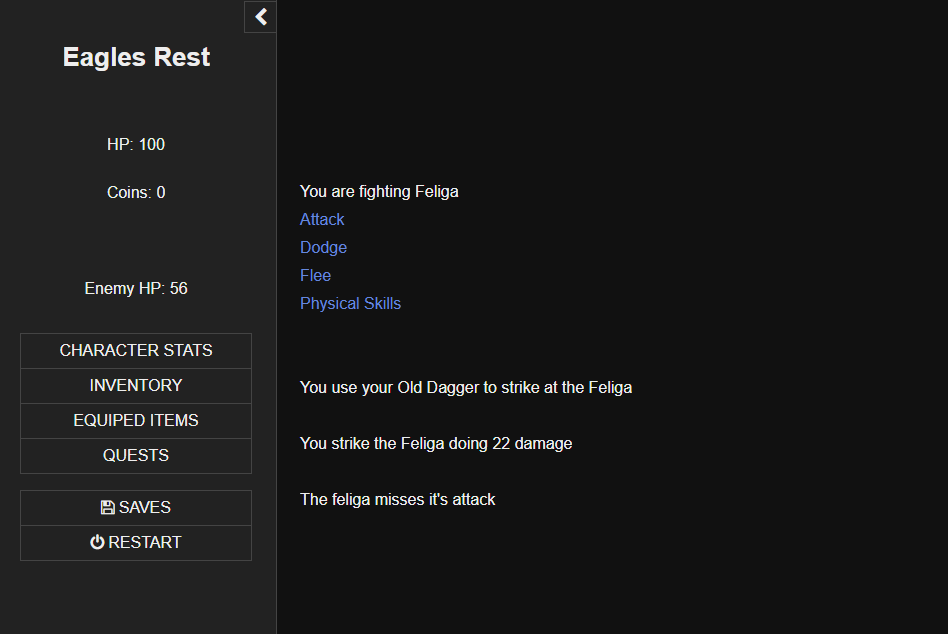 Eagles Rest
HP: 100
Coins: 0
Enemy HP: 56
CHARACTER STATS
INVENTORY
EQUIPED ITEMS
QUESTS
SAVES
RESTART
You are fighting Feliga
Attack
Dodge
Flee
Physical Skills
You use your Old Dagger to strike at the Feliga
You strike the Feliga doing 22 damage
The feliga misses it's attack